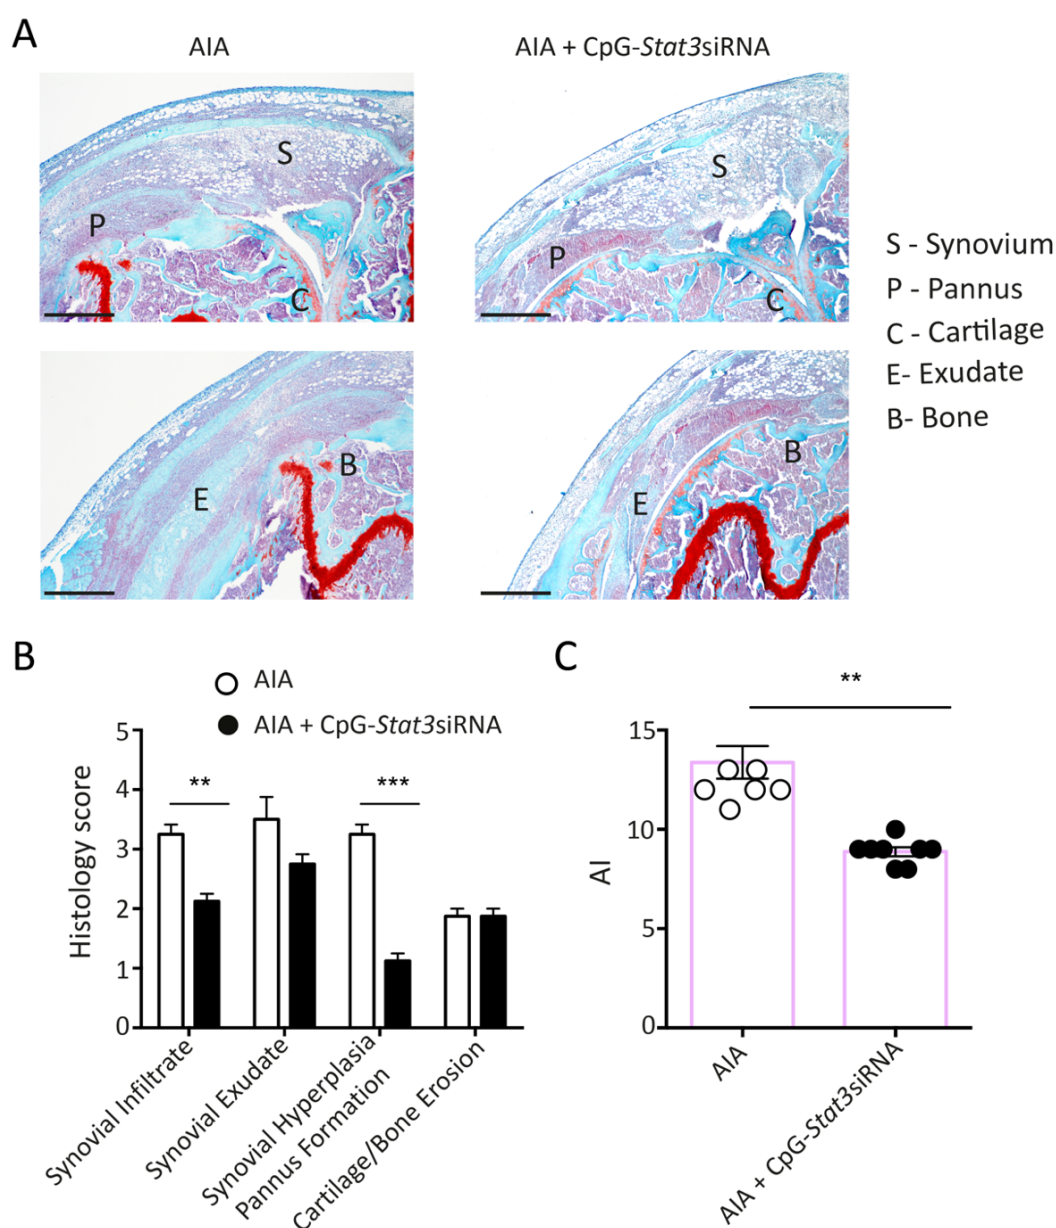 A
AIA
AIA + CpG-Stat3siRNA
S
P
C
S
P
C
S - Synovium
P - Pannus
C - Cartilage
E- Exudate
B- Bone
E
B
E
B
B
AIA
AIA + CpG-Stat3siRNA
Histology score
5
4
3
2
1
0
**
***
Synovial Infiltrate
Synovial Exudate
Synovial Hyperplasia
Pannus Formation
Cartilage/Bone Erosion
C
**
AI
15
10
5
0
AIA
AIA + CpG-Stat3siRNA